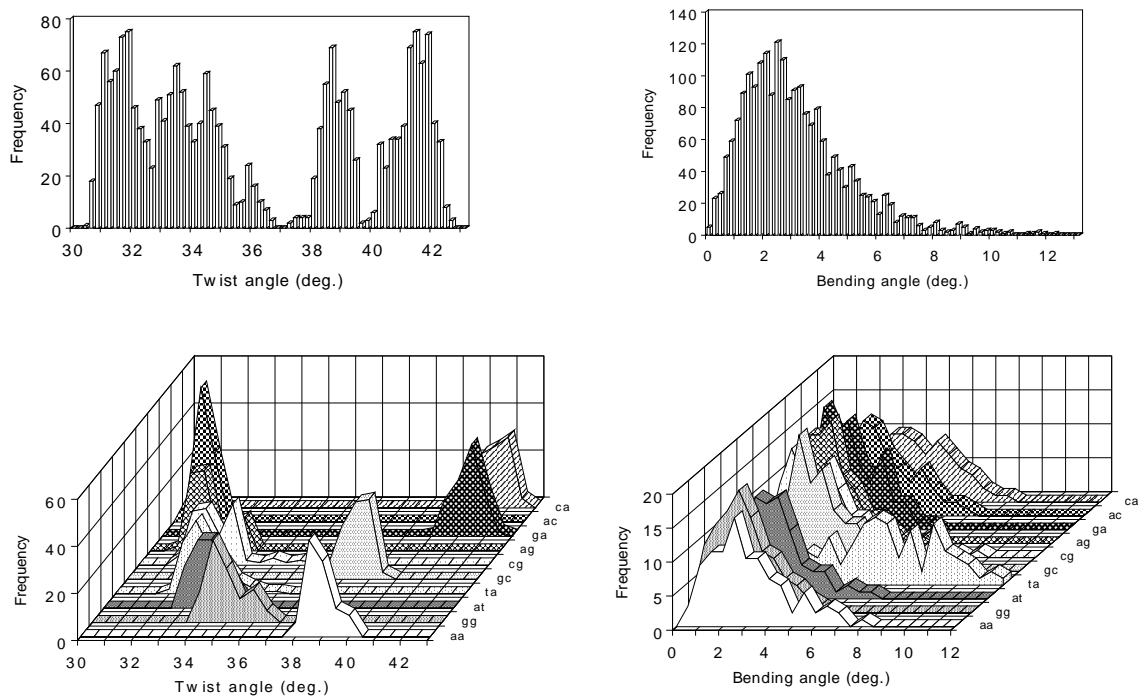 80
60
40
20
0
Frequency
30 32 34 36 38 40 42
Twist angle (deg.)
140
120
100
80
60
40
20
0
Frequency
0 2 4 6 8 10 12
Bending angle (deg.)
60
40
20
0
Frequency
30 32 34 36 38 40 42
Twist angle (deg.)
ca
ac
ga
ag
cg
gc
ta
at
gg
aa
20
15
10
5
0
Frequency
0 2 4 6 8 10 12
Bending angle (deg.)
ca
ac
ga
ag
cg
gc
ta
at
gg
aa